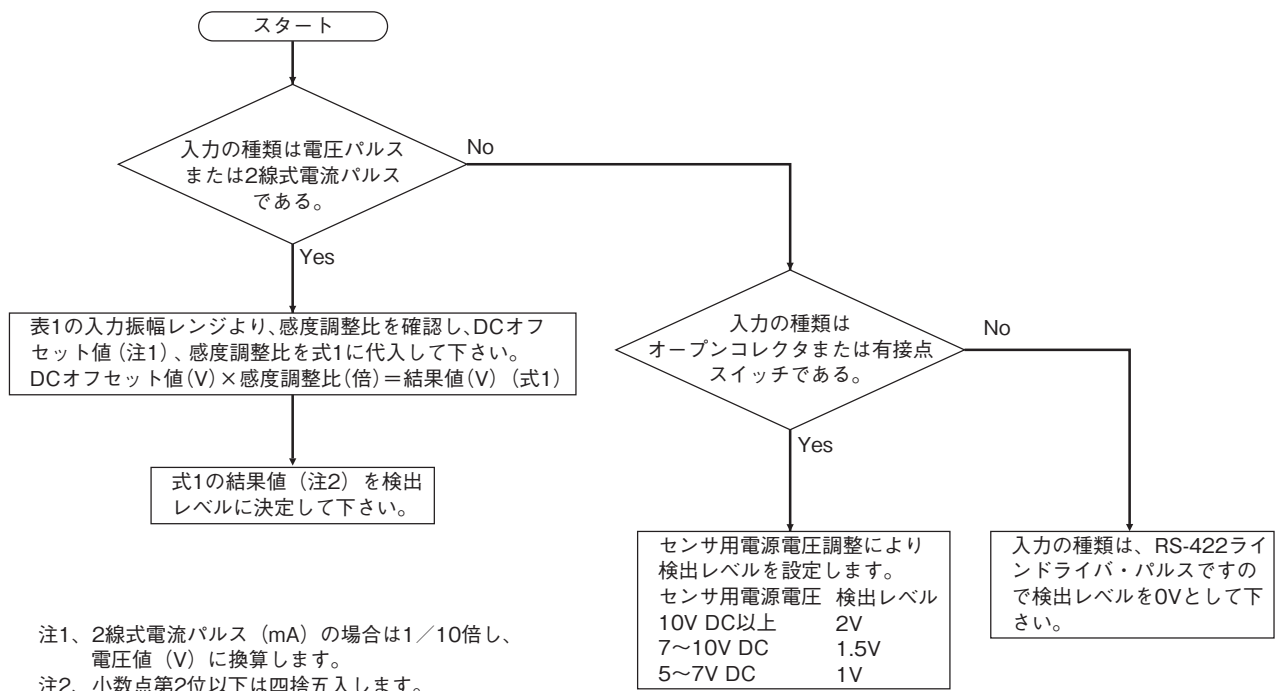 スタート
入力の種類は電圧パルス
または2線式電流パルス
である。
No
Yes
表1の入力振幅レンジより、感度調整比を確認し、DCオフ
セット値(注1)、感度調整比を式1に代入して下さい。
DCオフセット値(V)×感度調整比(倍)=結果値(V)(式1)
式1の結果値(注2)を検出
レベルに決定して下さい。
入力の種類は
オープンコレクタまたは有接点
スイッチである。
No
Yes
センサ用電源電圧調整により
検出レベルを設定します。
センサ用電源電圧 検出レベル
10V DC以上 2V
7〜10V DC 1.5V
5〜7V DC 1V
入力の種類は、RS-422ライ
ンドライバ・パルスですの
で検出レベルを0Vとして下
さい。
注1、2線式電流パルス(mA)の場合は1/10倍し、
電圧値(V)に換算します。
注2、小数点第2位以下は四捨五入します。